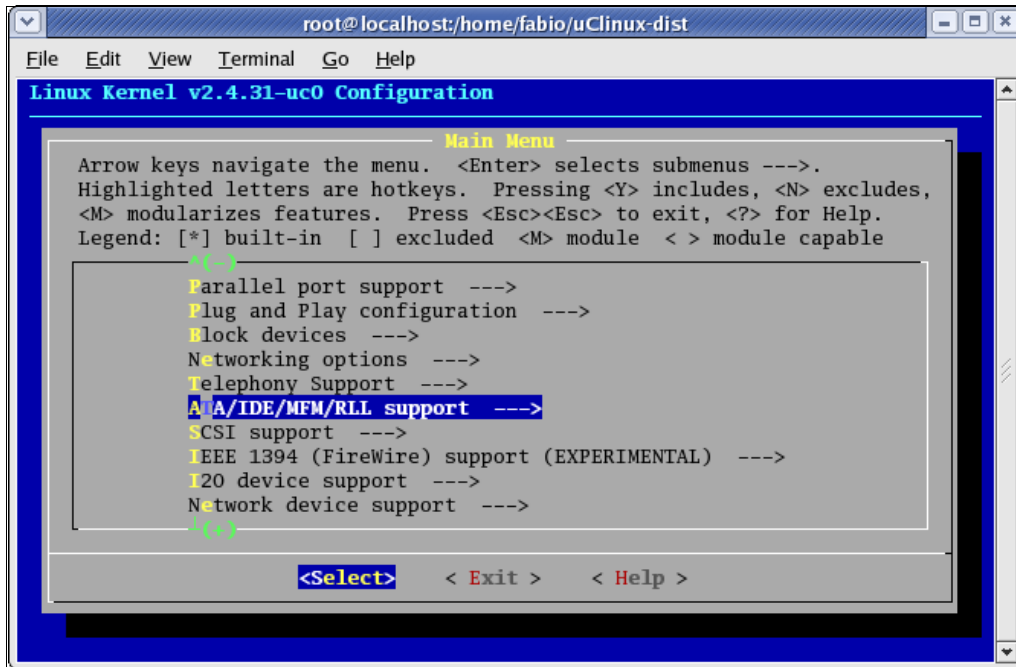 root@localhost:/home/fabio/uClinux-dist
File Edit View Terminal Go Help
Linux Kernel v2.4.31-uc0 Configuration
Main Menu
Arrow keys navigate the menu. <Enter> selects submenus --->.
Highlighted letters are hotkeys. Pressing <Y> includes, <N> excludes,
<M> modularizes features. Press <Esc><Esc> to exit, <?> for Help.
Legend: [*] built-in [ ] excluded <M> module < > module capable
^(-)
Parallel port support --->
Plug and Play configuration --->
Block devices --->
Networking options --->
Telephony Support --->
ATA/IDE/MFM/RLL support --->
SCSI support --->
IEEE 1394 (FireWire) support (EXPERIMENTAL) --->
I2O device support --->
Network device support --->
┴(+)
<Select> < Exit > < Help >